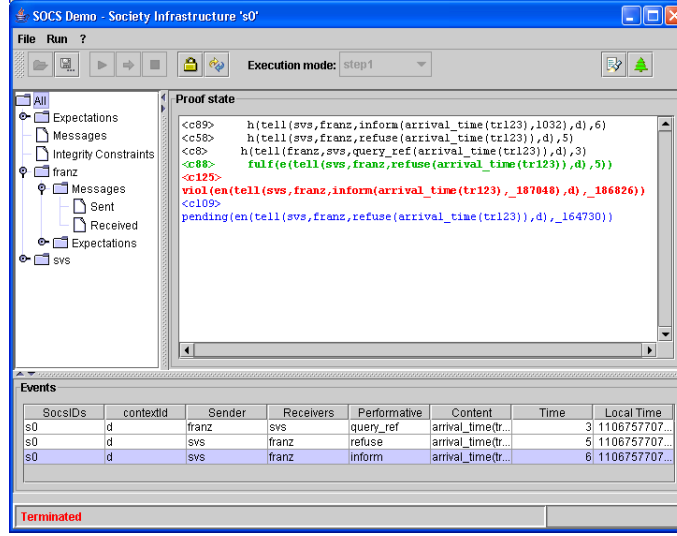 SOCS Demo - Society Infrastructure 's0'
File Run ?
Execution mode: step1
All
Expectations
Messages
Integrity Constraints
franz
Messages
Sent
Received
Expectations
svs
Proof state
<c89> h(tell(svs,franz,inform(arrival_time(tr123),1032),d),6)
<c58> h(tell(svs,franz,refuse(arrival_time(tr123)),d),5)
<c8> h(tell(franz,svs,query_ref(arrival_time(tr123)),d),3)
<c88> fulf(e(tell(svs,franz,refuse(arrival_time(tr123)),d),5))
<c125>
viol(en(tell(svs,franz,inform(arrival_time(tr123),_187048),d),_186826))
<c109>
pending(en(tell(svs,franz,refuse(arrival_time(tr123)),d),_164730))
Events
SocsIDs contextId Sender Receivers Performative Content Time Local Time
s0 d franz svs query_ref arrival_time(tr... 3 1106757707...
s0 d svs franz refuse arrival_time(tr... 5 1106757707...
s0 d svs franz inform arrival_time(tr... 6 1106757707...
Terminated